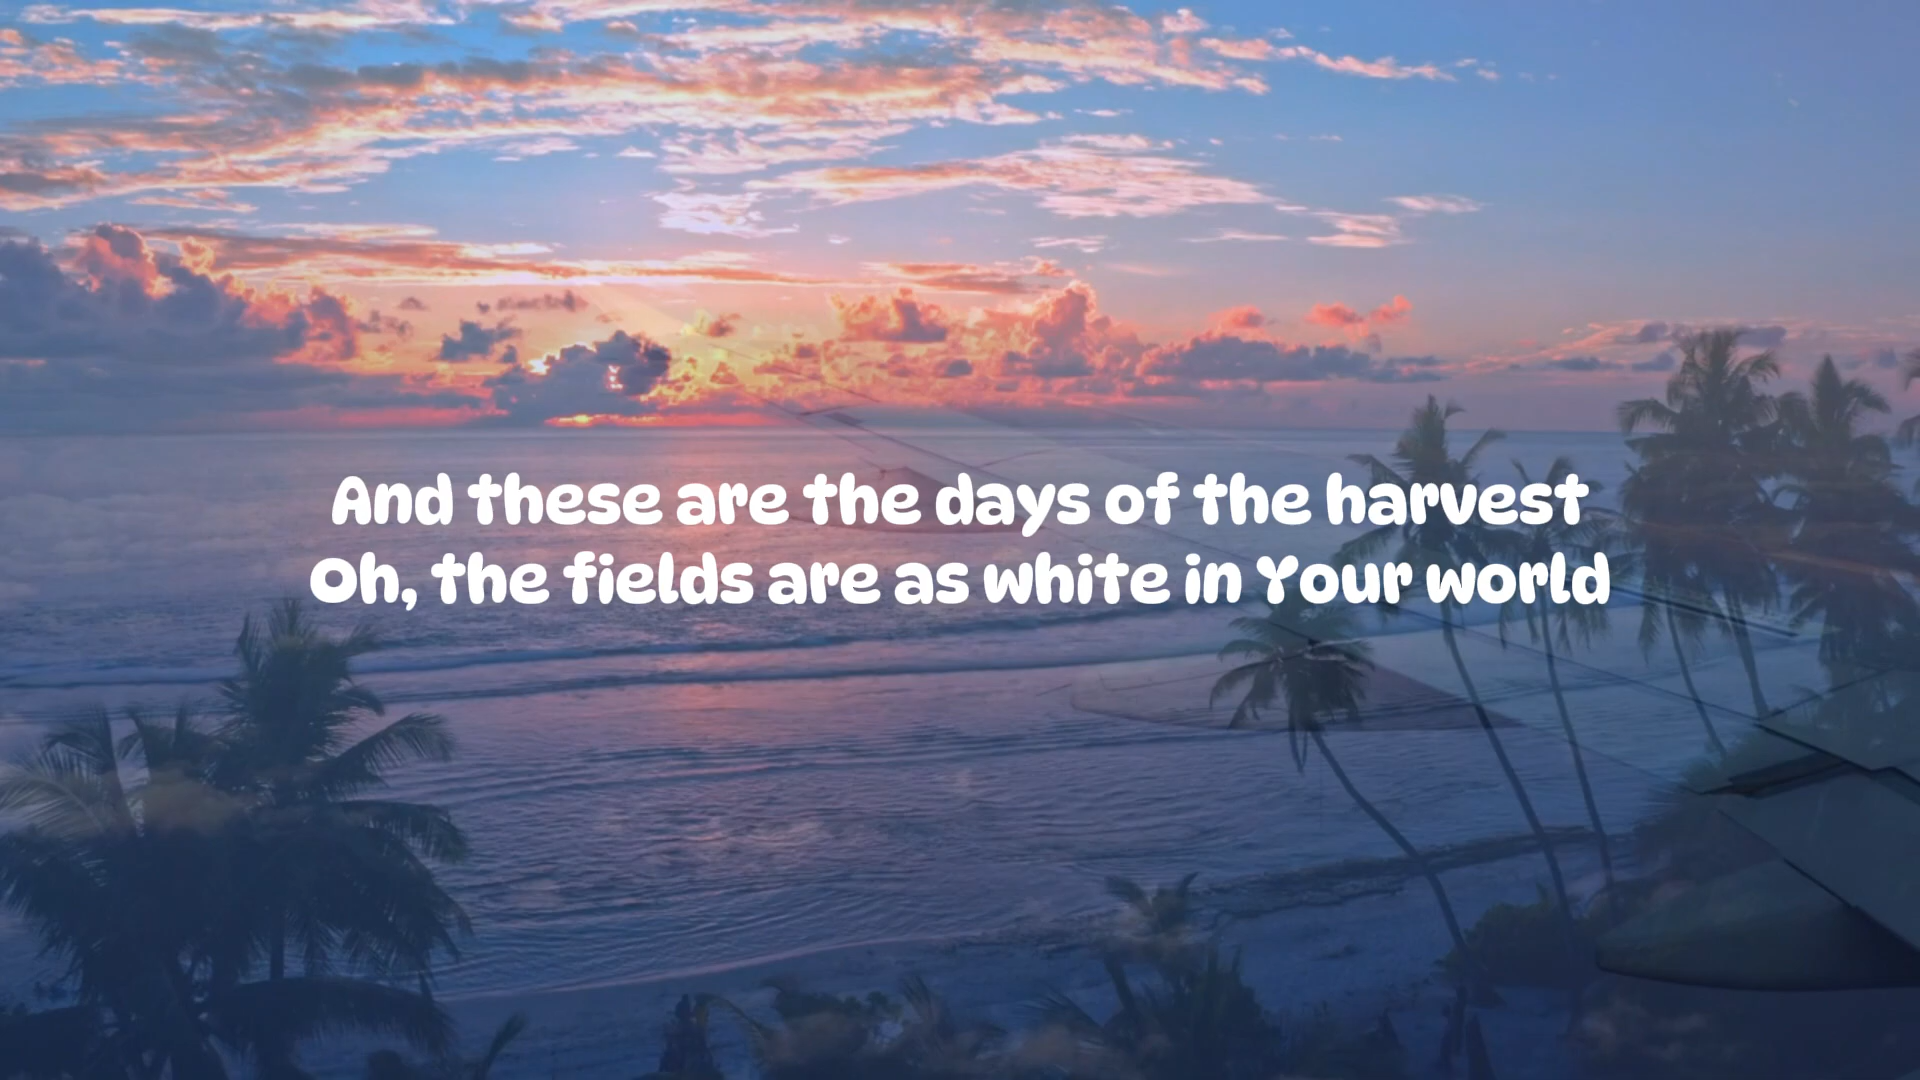 And these are the days of the harvest
Oh, the fields are as white in Your world